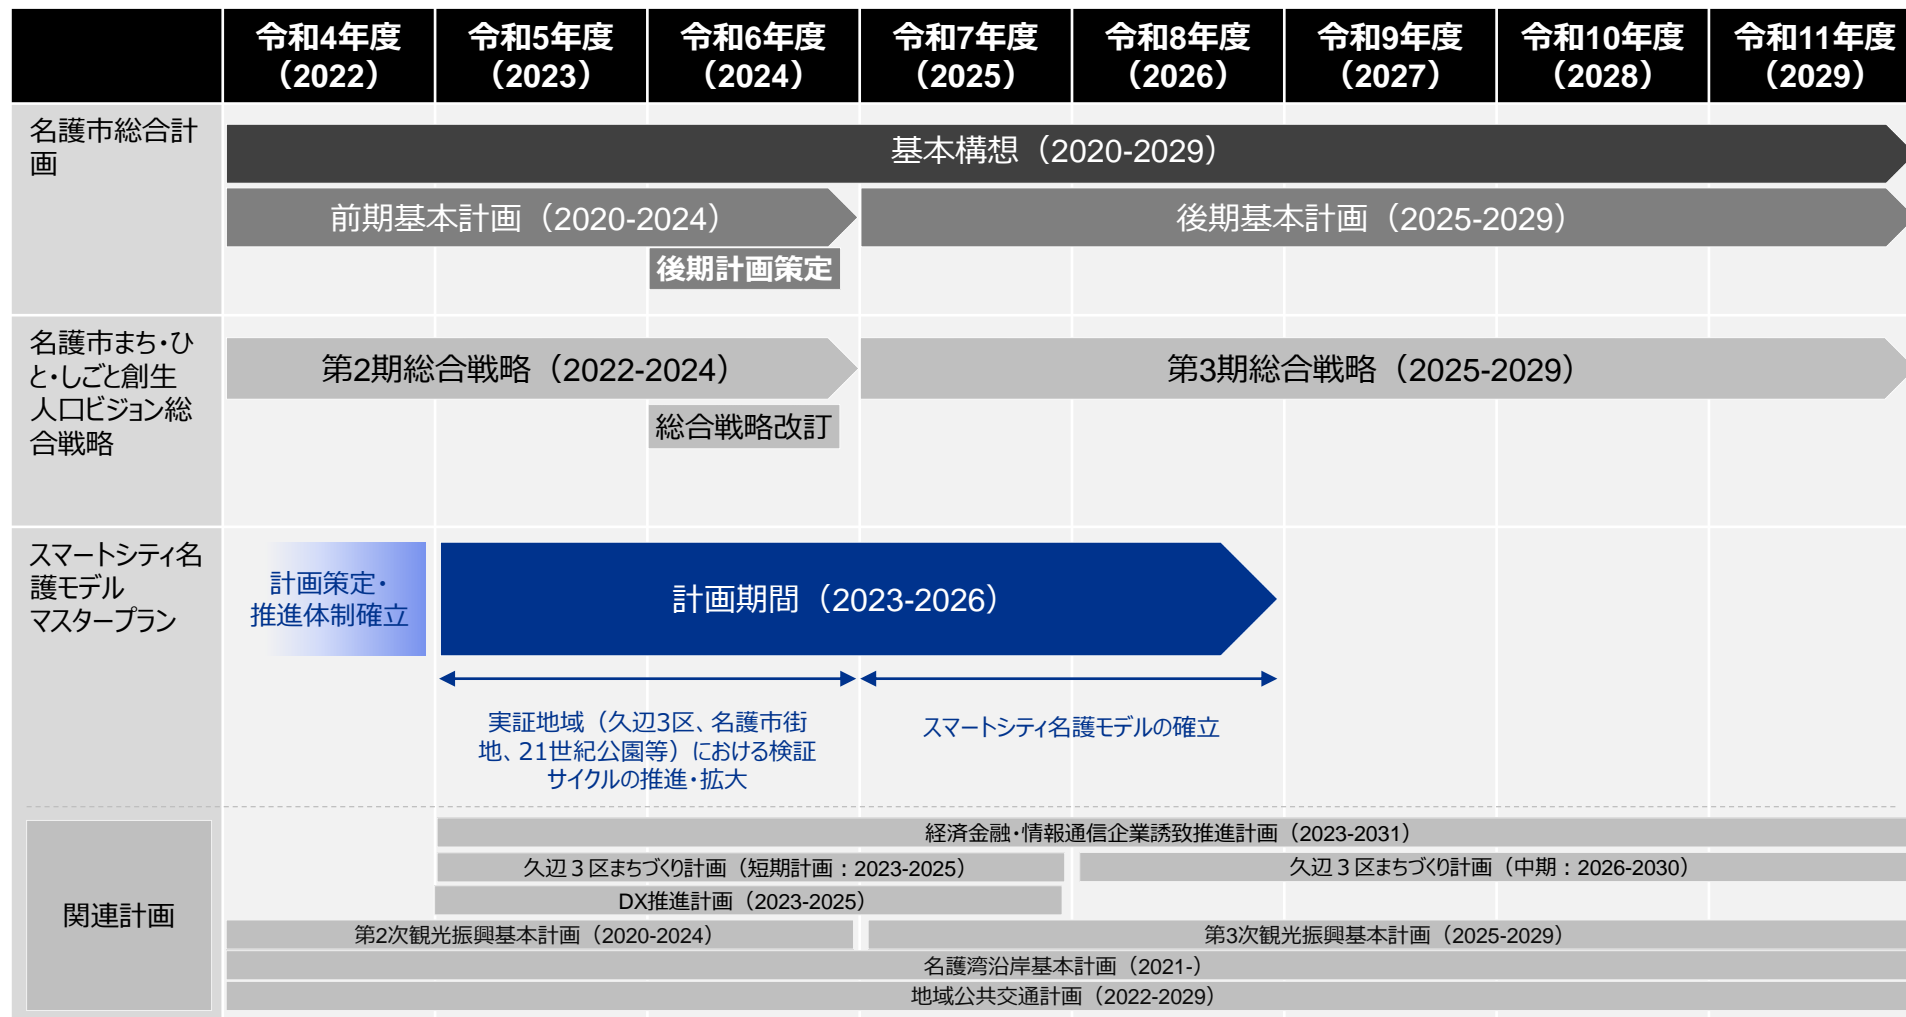 令和4年度
（2022）
令和5年度
（2023）
令和6年度
（2024）
令和7年度
（2025）
令和8年度
（2026）
令和9年度
（2027）
令和10年度
（2028）
令和11年度
（2029）
名護市総合計
画
基本構想（2020-2029）
前期基本計画（2020-2024）
後期基本計画（2025-2029）
後期計画策定
名護市まち・ひ
と・しごと創生
人口ビジョン総
合戦略
第2期総合戦略（2022-2024）
第3期総合戦略（2025-2029）
総合戦略改訂
スマートシティ名
護モデル
マスタープラン
計画策定・
推進体制確立
計画期間（2023-2026）
実証地域（久辺3区、名護市街
地、21世紀公園等）における検証
サイクルの推進・拡大
スマートシティ名護モデルの確立
関連計画
経済金融・情報通信企業誘致推進計画（2023-2031）
久辺３区まちづくり計画（短期計画：2023-2025）
久辺３区まちづくり計画（中期：2026-2030）
DX推進計画（2023-2025）
第2次観光振興基本計画（2020-2024）
第3次観光振興基本計画（2025-2029）
名護湾沿岸基本計画（2021-）
地域公共交通計画（2022-2029）